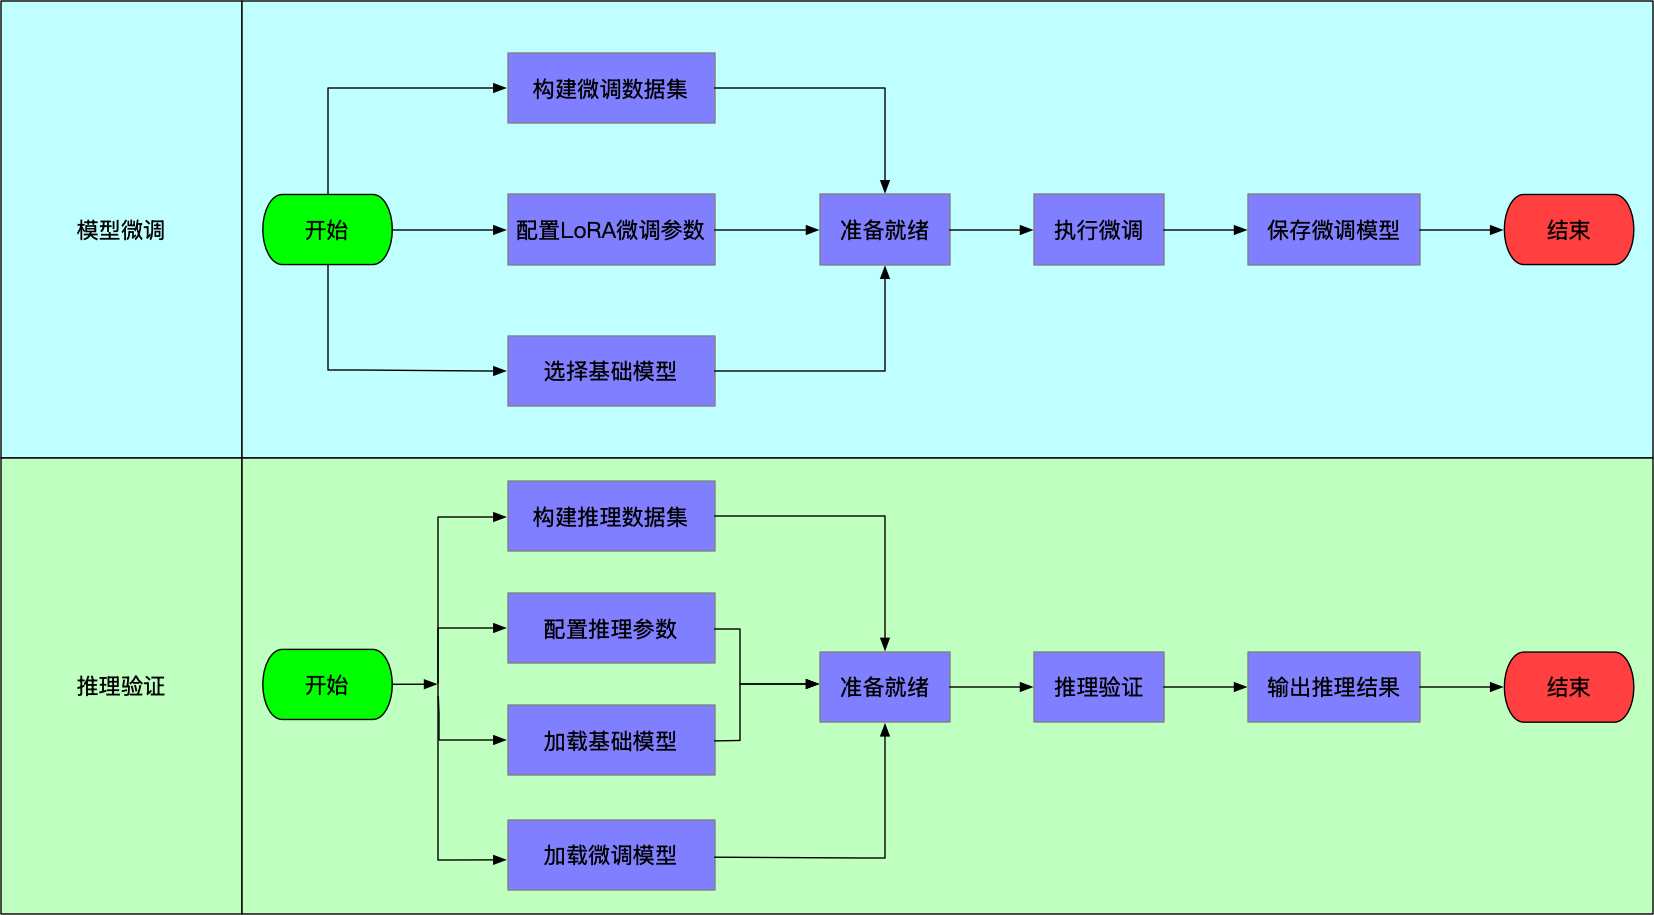 模型微调
开始
构建微调数据集
配置LoRA微调参数
选择基础模型
准备就绪
执行微调
保存微调模型
结束
推理验证
开始
构建推理数据集
配置推理参数
加载基础模型
加载微调模型
准备就绪
推理验证
输出推理结果
结束